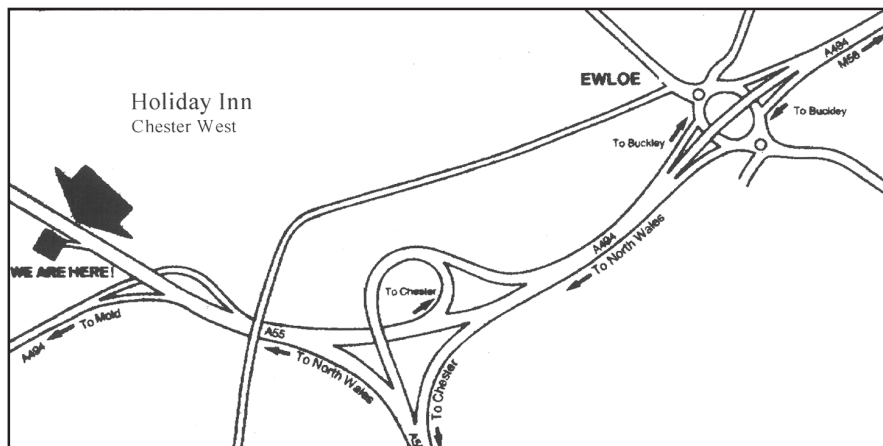 Holiday Inn
Chester West
EWLOE
A494
M56
To Buckley
To Buckley
A494
To North Wales
To Chester
WE ARE HERE!
To Mold
A494
A55
To North Wales
To Chester